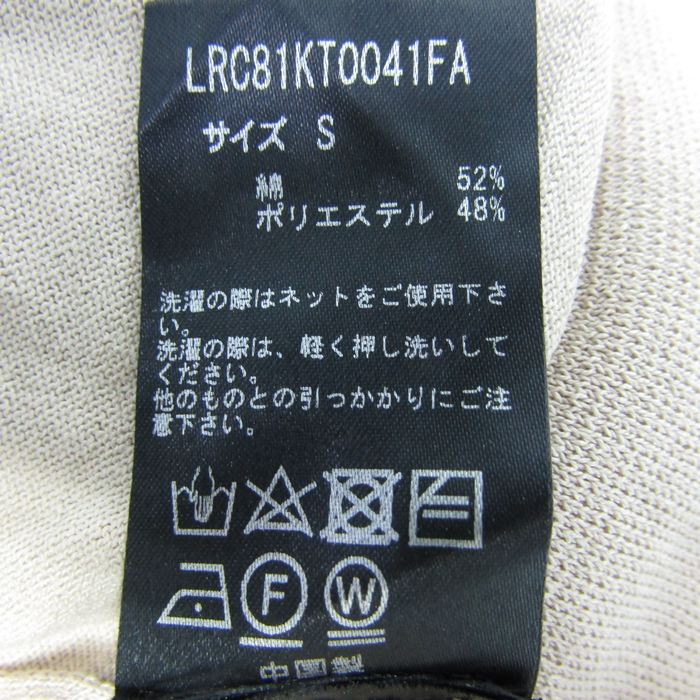 LRC81KT0041FA
サイズ S
綿 52%
ポリエステル 48%
洗濯の際はネットをご使用下さ
い。
洗濯の際は、軽く押し洗いして
ください。
他のものとの引っかかりにご注
意下さい。
F W
中国製